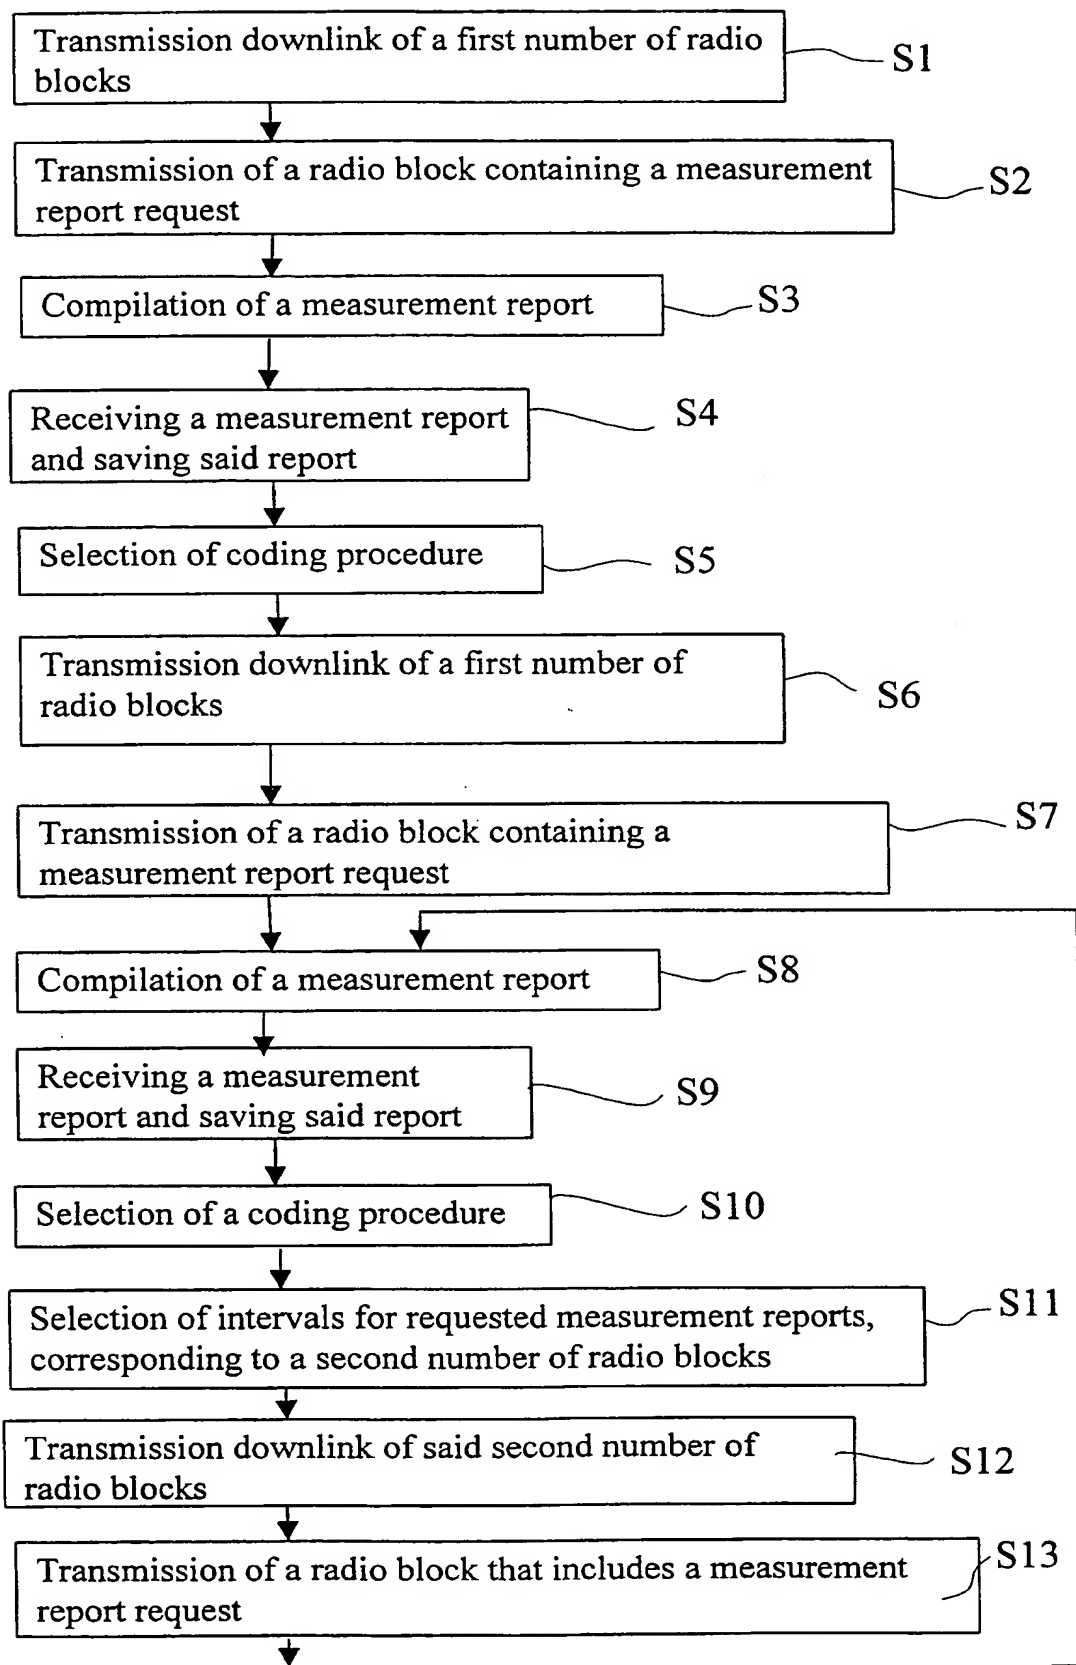 Transmission downlink of a first number of radio
blocks
S1
Transmission of a radio block containing a measurement
report request
S2
Compilation of a measurement report
S3
Receiving a measurement report
and saving said report
S4
Selection of coding procedure
S5
Transmission downlink of a first number of
radio blocks
S6
Transmission of a radio block containing a
measurement report request
S7
Compilation of a measurement report
S8
Receiving a measurement
report and saving said report
S9
Selection of a coding procedure
S10
Selection of intervals for requested measurement reports,
corresponding to a second number of radio blocks
S11
Transmission downlink of said second number of
radio blocks
S12
Transmission of a radio block that includes a measurement
report request
S13